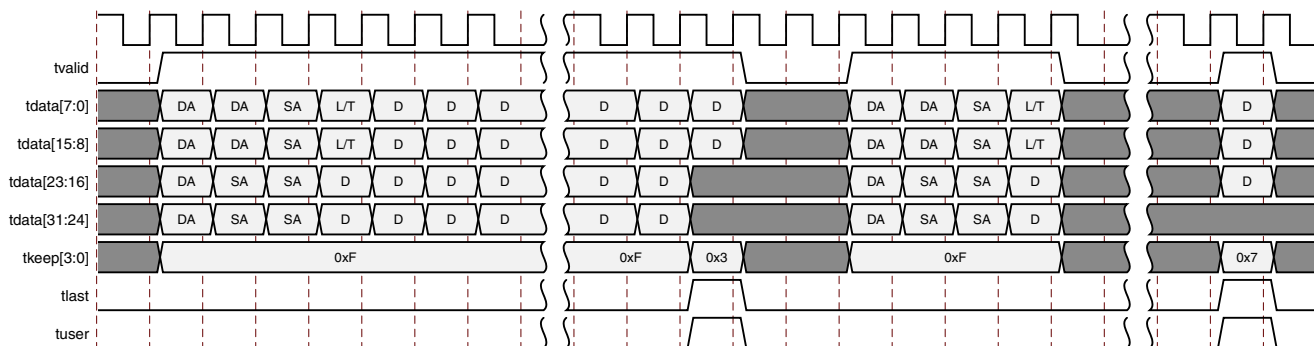 tvalid
tdata[7:0] DA DA SA L/T D D D D D D DA DA SA L/T D
tdata[15:8] DA DA SA L/T D D D D D D DA DA SA L/T D
tdata[23:16] DA SA SA D D D D D D DA SA SA D D
tdata[31:24] DA SA SA D D D D D D DA SA SA D
tkeep[3:0] 0xF 0xF 0x3 0xF 0x7
tlast
tuser